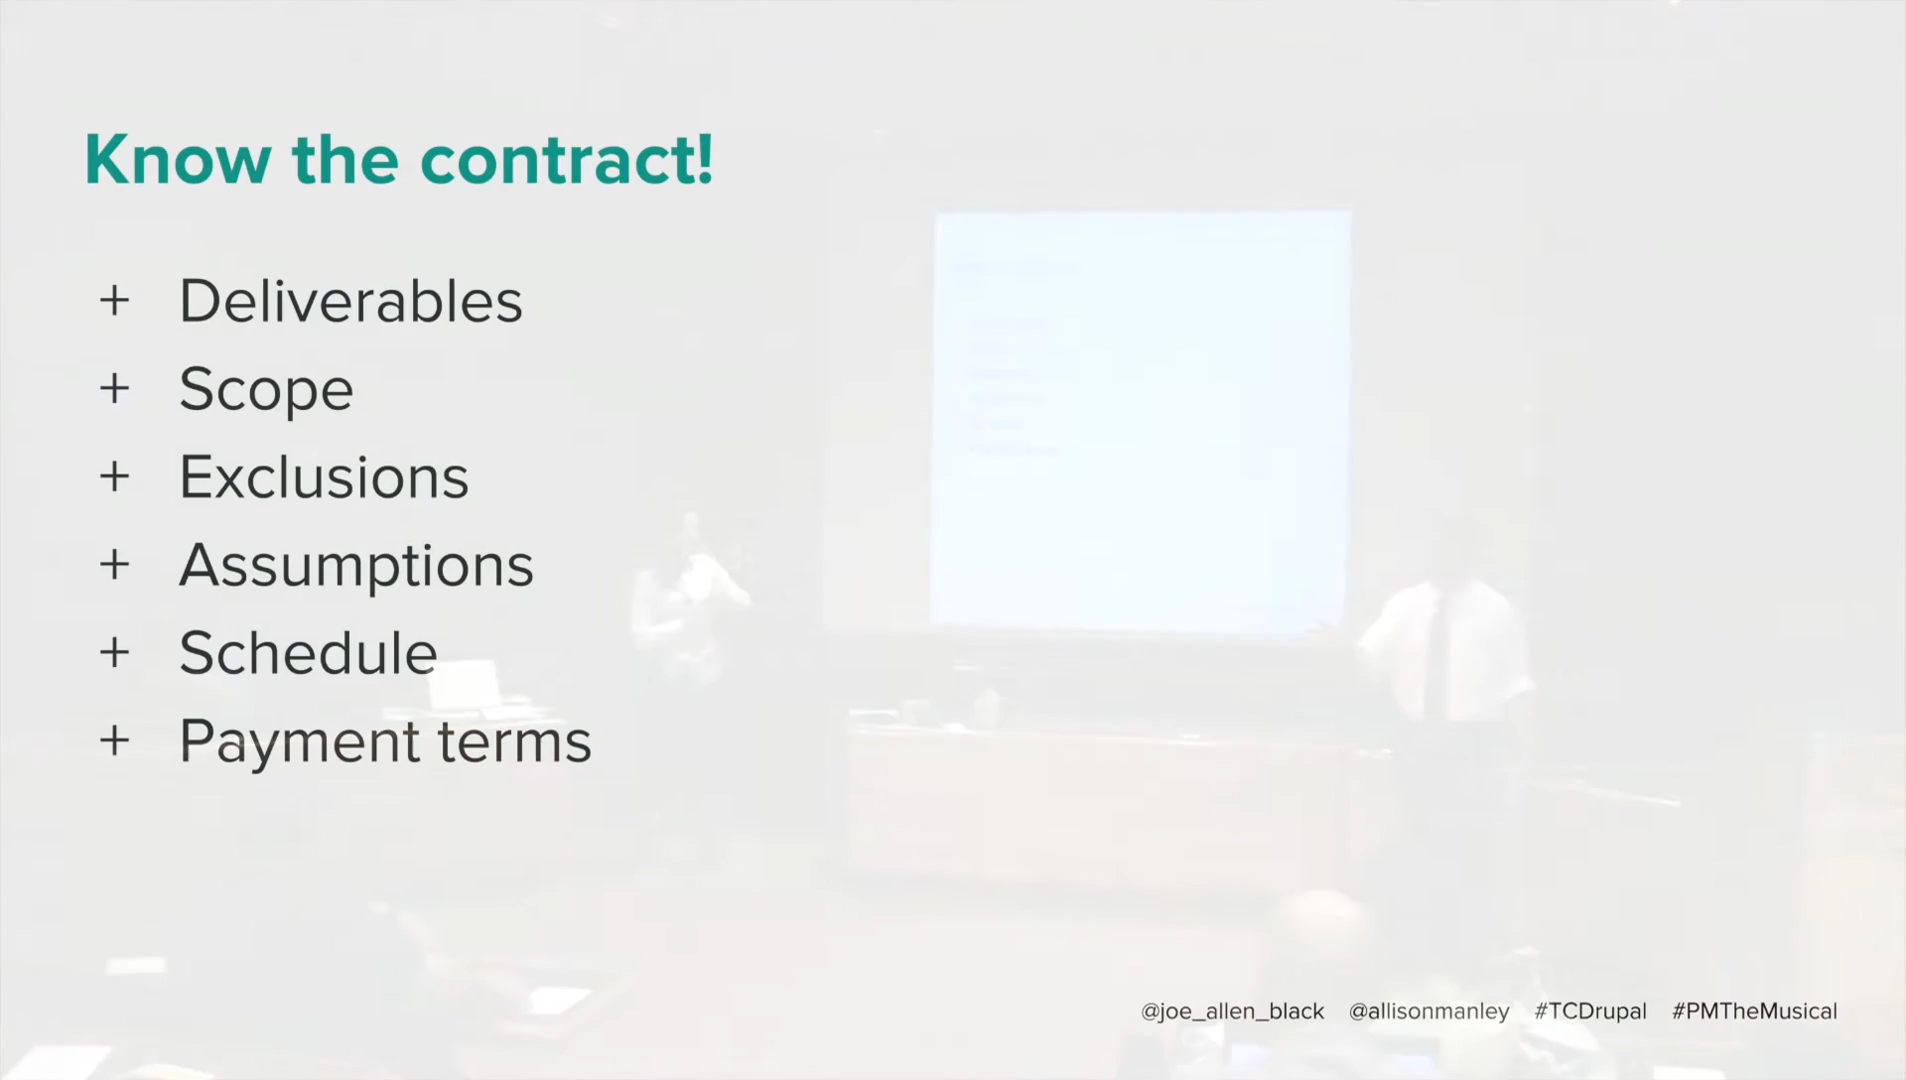 Know the contract!
+ Deliverables
+ Scope
+ Exclusions
+ Assumptions
+ Schedule
+ Payment terms
@joe_allen_black @allisonmanley #TCDrupal #PMTheMusical